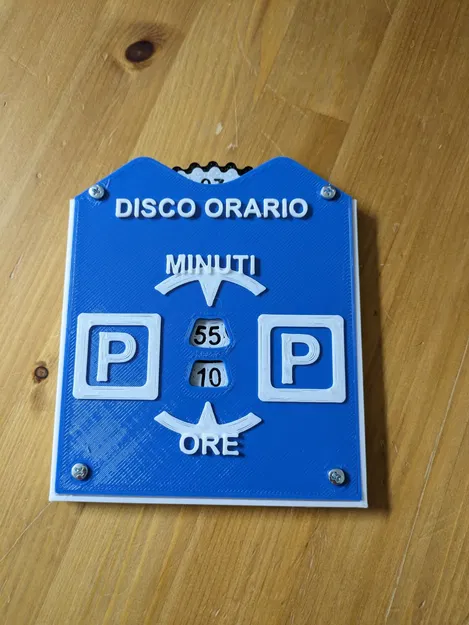 DISCO ORARIO
MINUTI
P 55 P
10
ORE